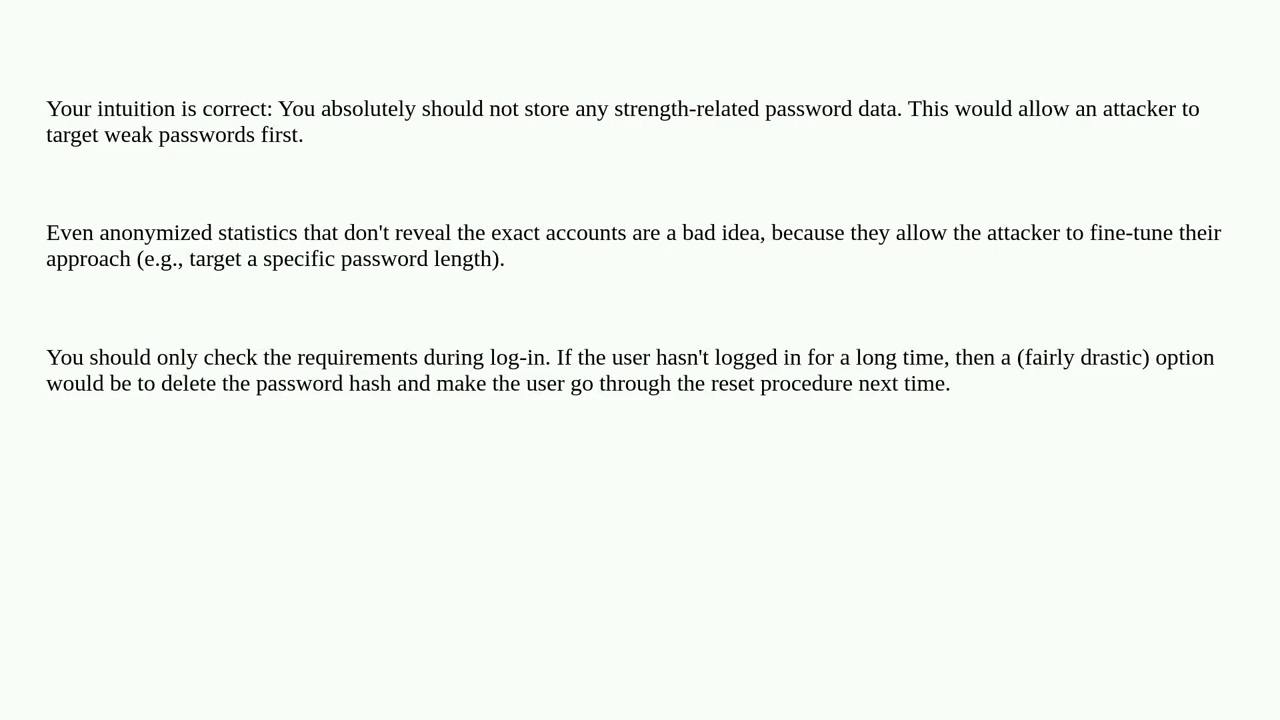 Your intuition is correct: You absolutely should not store any strength-related password data. This would allow an attacker to
target weak passwords first.
Even anonymized statistics that don't reveal the exact accounts are a bad idea, because they allow the attacker to fine-tune their
approach (e.g., target a specific password length).
You should only check the requirements during log-in. If the user hasn't logged in for a long time, then a (fairly drastic) option
would be to delete the password hash and make the user go through the reset procedure next time.